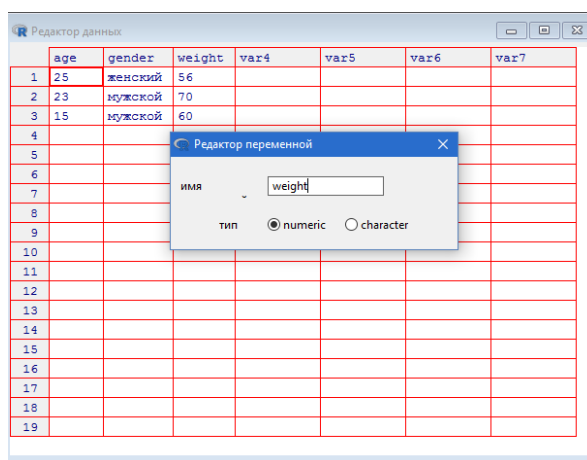 Редактор данных
age gender weight var4 var5 var6 var7
1 25 женский 56
2 23 мужской 70
3 15 мужской 60
4
5
Редактор переменной
6
7
имя weight
8
9
тип numeric character
10
11
12
13
14
15
16
17
18
19